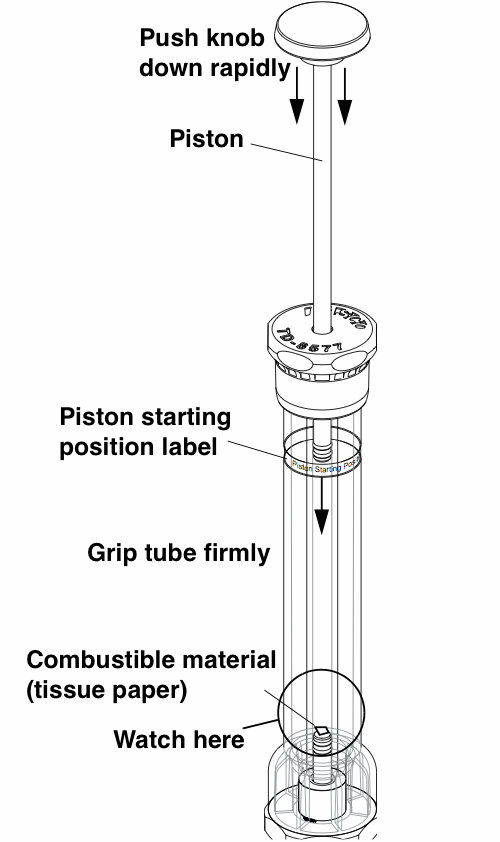 Push knob
down rapidly
Piston
TD-8577
Piston starting
position label
Piston Starting
Grip tube firmly
Combustible material
(tissue paper)
Watch here